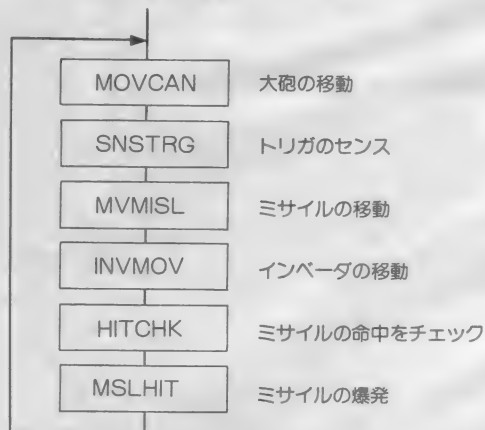 MOVCAN 大砲の移動
SNSTRG トリガのセンス
MVMISL ミサイルの移動
INVMOV インベーダの移動
HITCHK ミサイルの命中をチェック
MSLHIT ミサイルの爆発